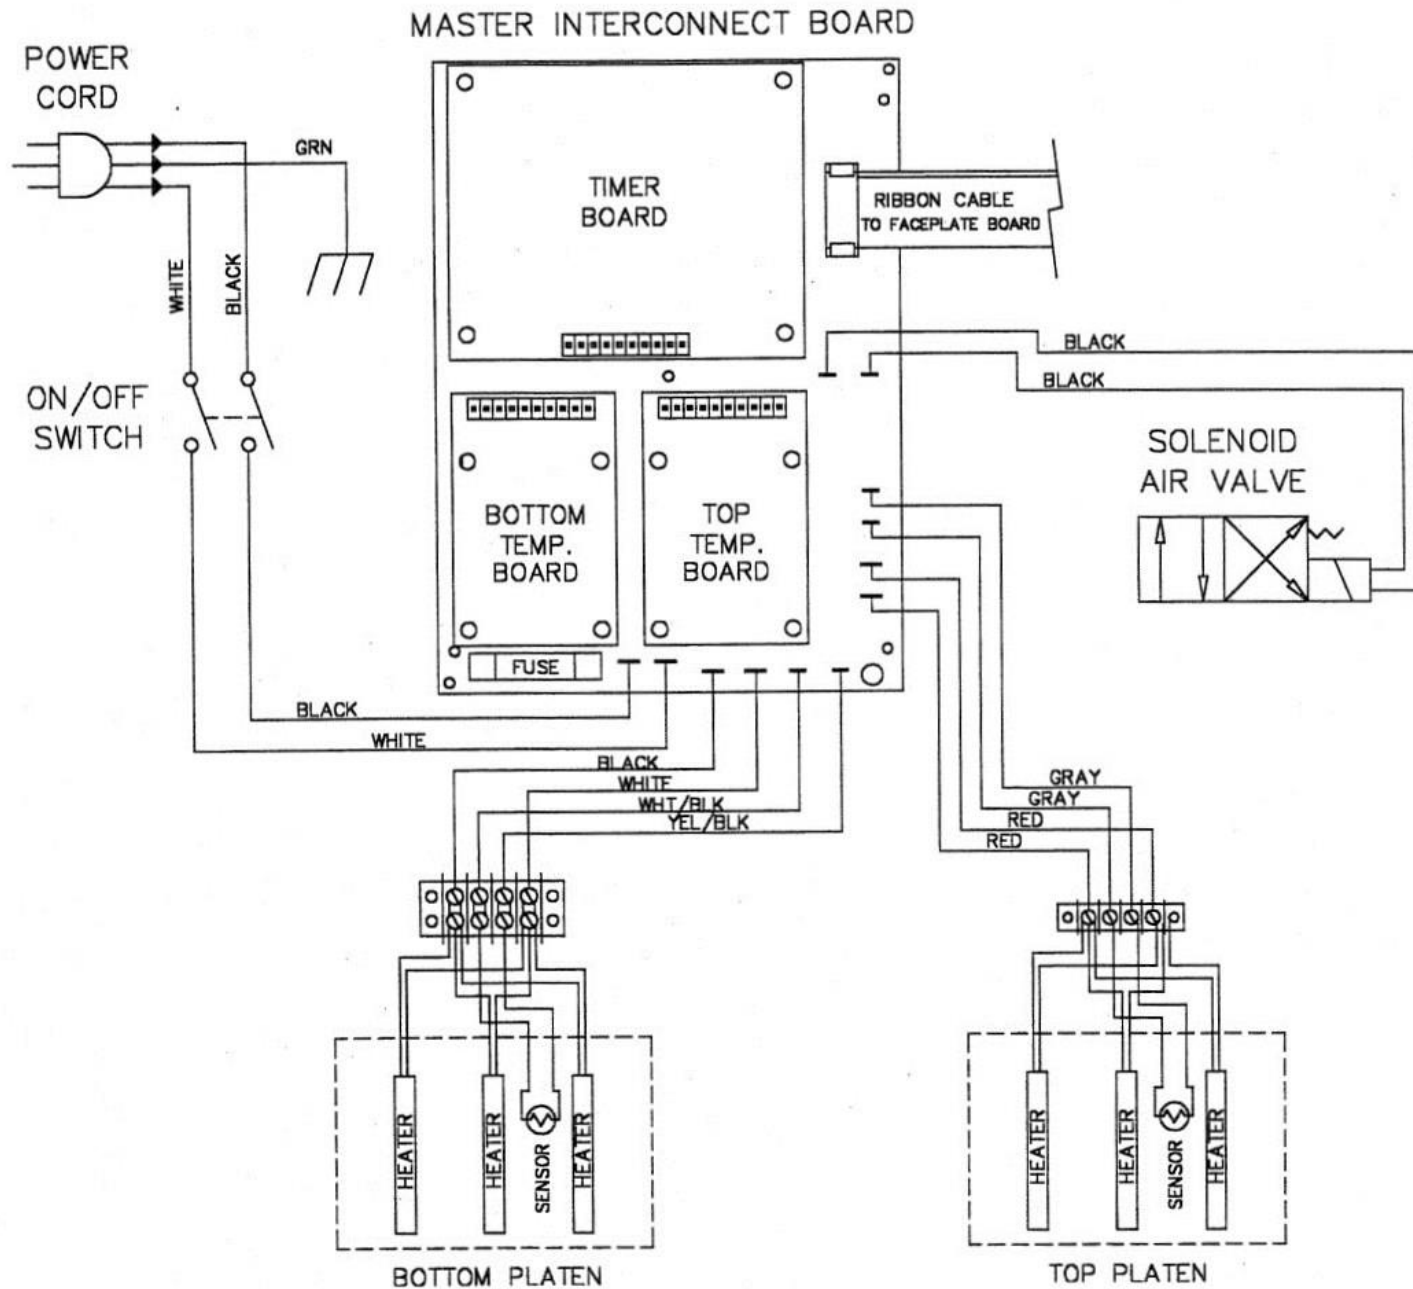 MASTER INTERCONNECT BOARD
POWER
CORD
GRN
TIMER
BOARD
RIBBON CABLE
TO FACEPLATE BOARD
WHITE
BLACK
BLACK
BLACK
ON/OFF
SWITCH
SOLENOID
AIR VALVE
BOTTOM
TEMP.
BOARD
TOP
TEMP.
BOARD
FUSE
BLACK
WHITE
BLACK
WHITE
WHT/BLK
YEL/BLK
GRAY
GRAY
RED
RED
HEATER
HEATER
SENSOR
HEATER
HEATER
HEATER
SENSOR
HEATER
BOTTOM PLATEN
TOP PLATEN